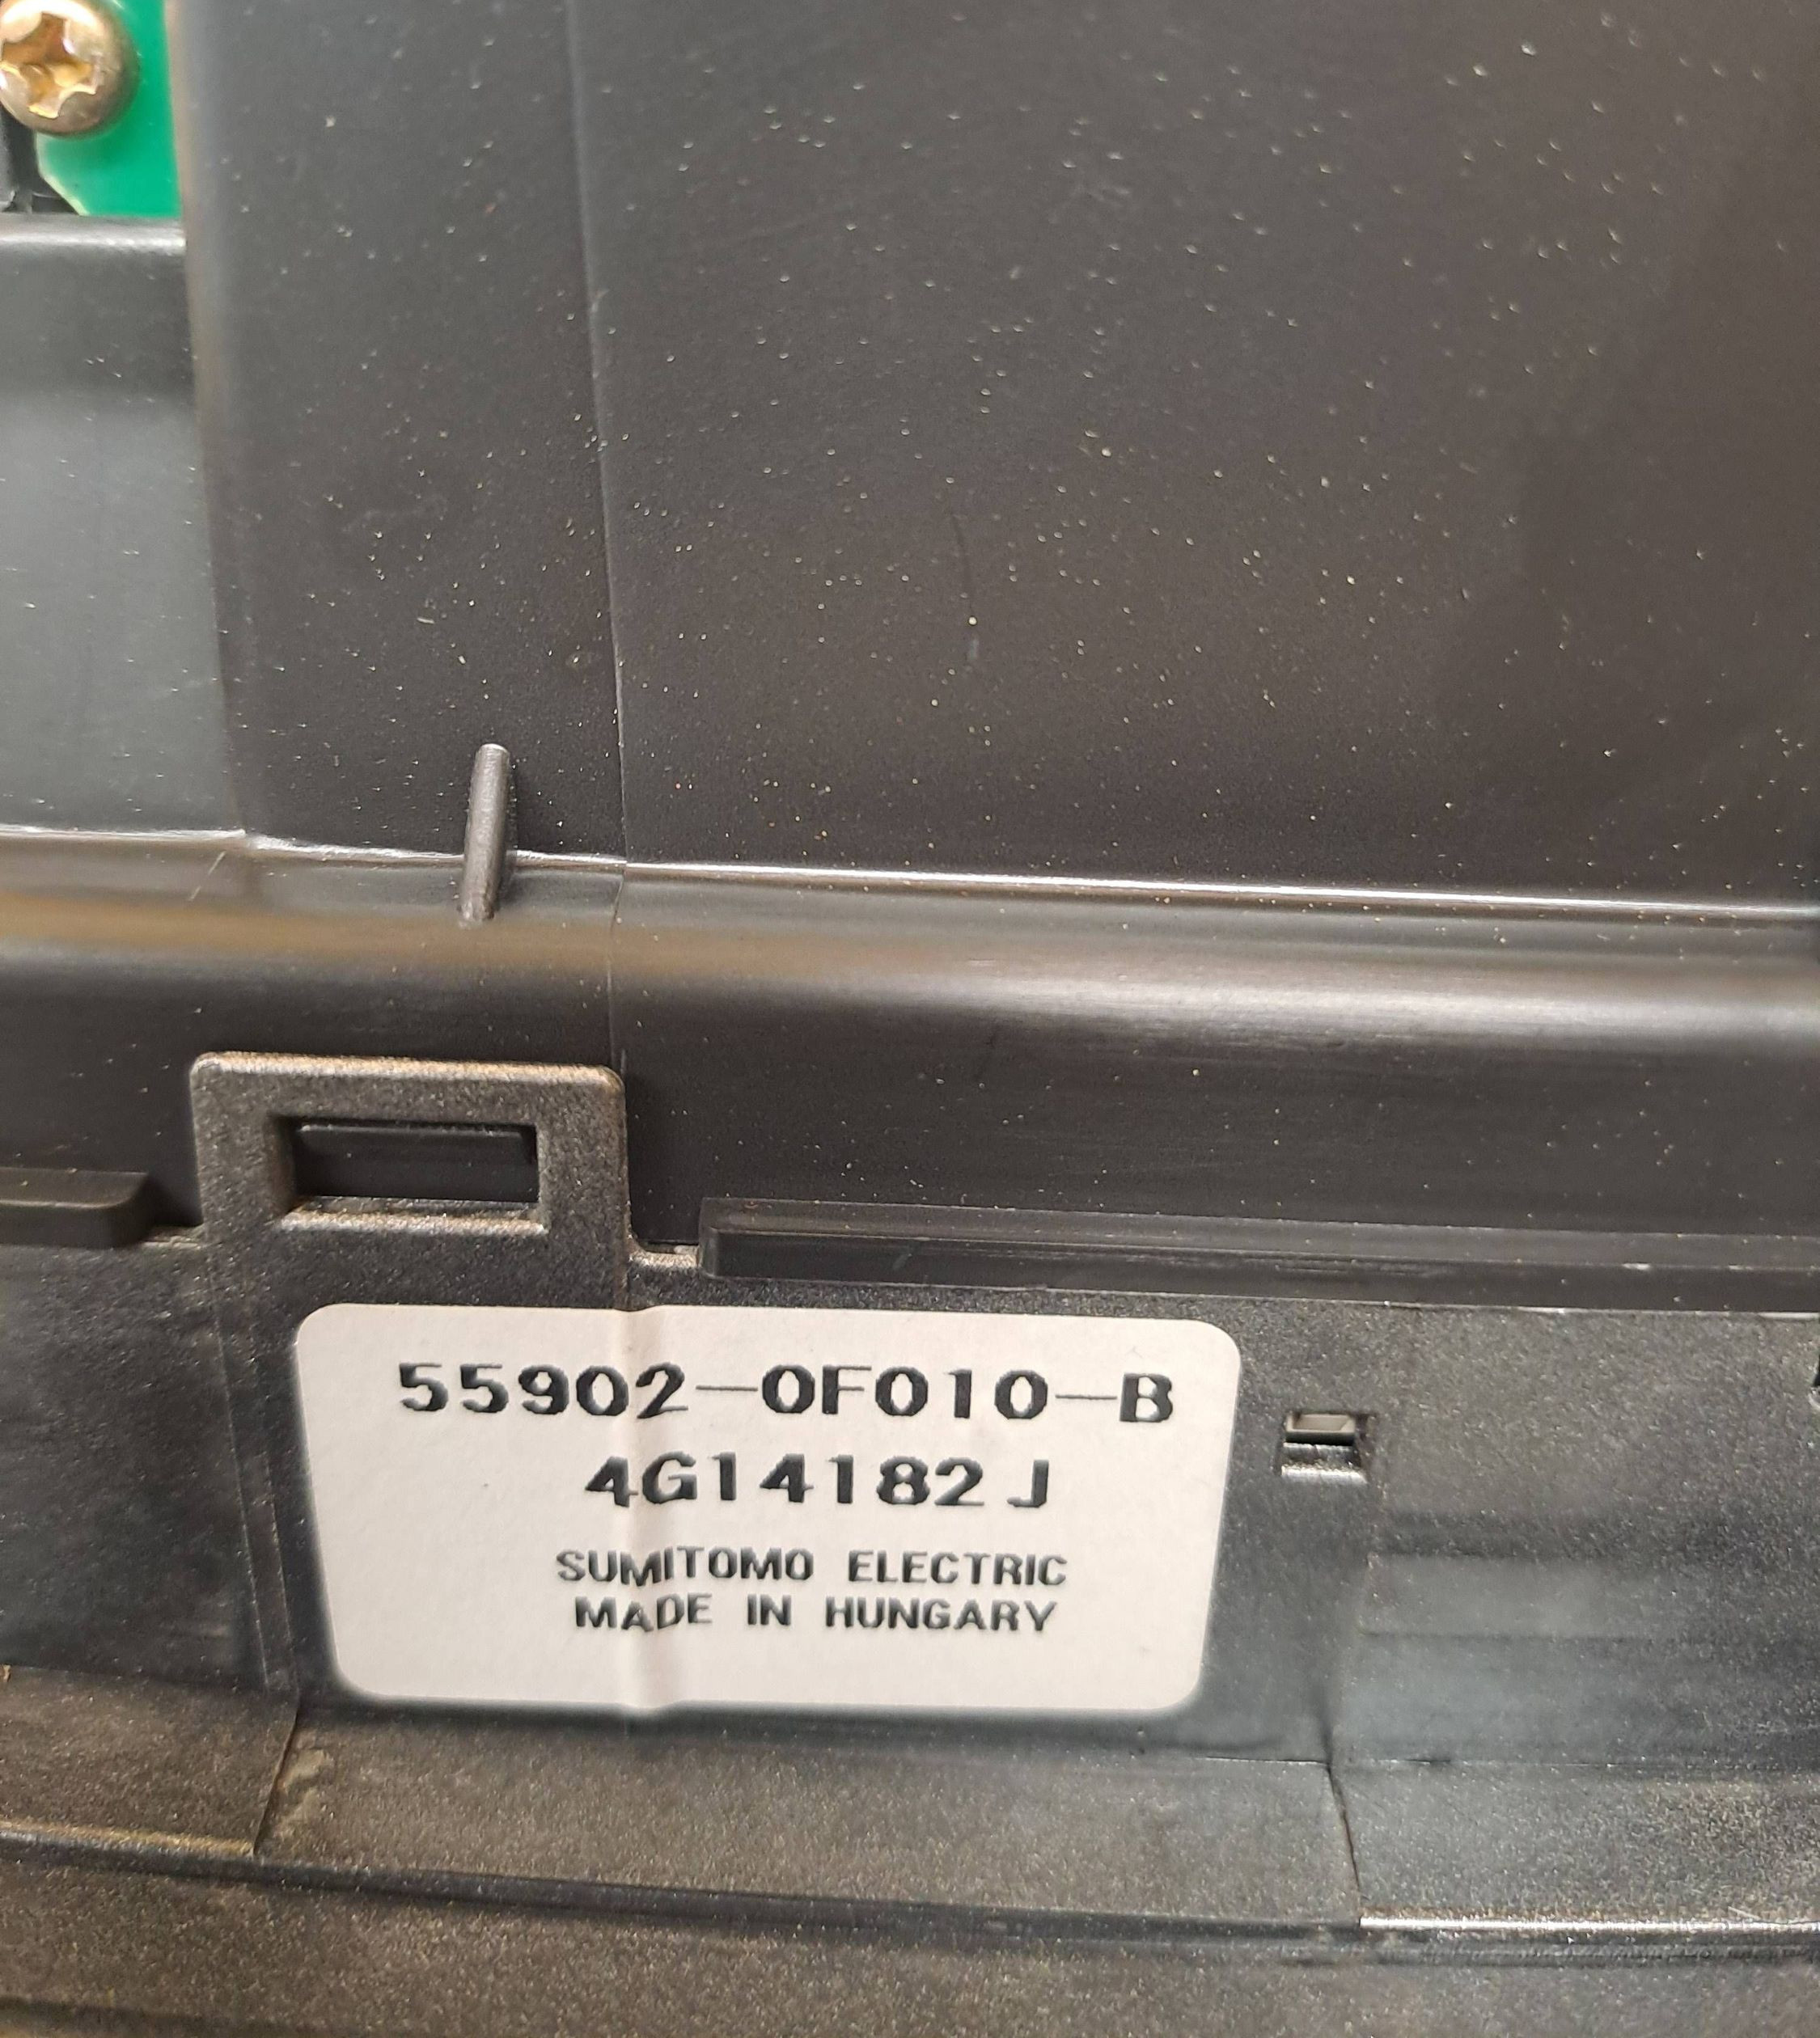 55902-0F010-B
4G14182J
SUMITOMO ELECTRIC
MADE IN HUNGARY